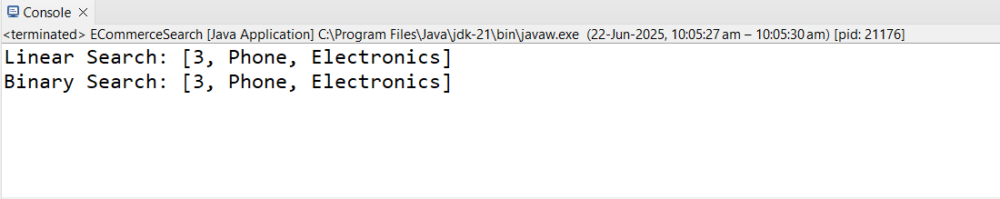 Console
<terminated> ECommerceSearch [Java Application] C:\Program Files\Java\jdk-21\bin\javaw.exe (22-Jun-2025, 10:05:27 am – 10:05:30 am) [pid: 21176]
Linear Search: [3, Phone, Electronics]
Binary Search: [3, Phone, Electronics]